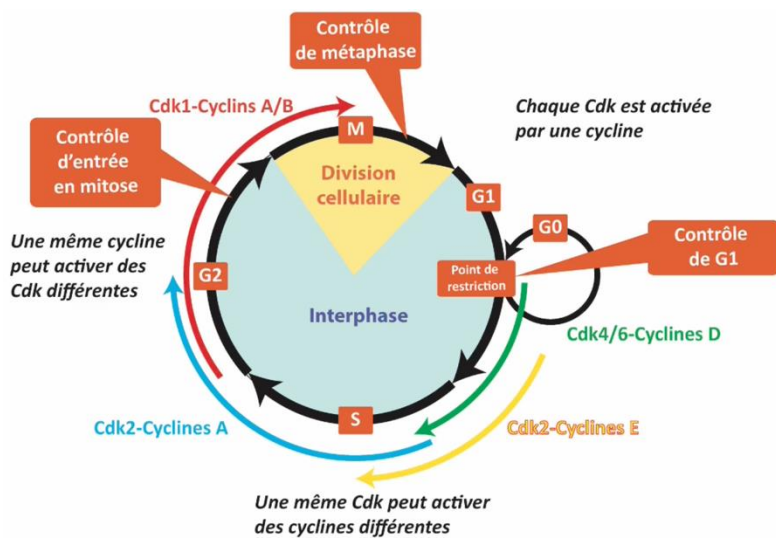 Contrôle
de métaphase
Cdk1-Cyclins A/B
Chaque Cdk est activée
par une cycline
Contrôle
d'entrée
en mitose
M
Division
cellulaire
G1
G0
Contrôle
de G1
Une même cycline
peut activer des
Cdk différentes
G2
Point de
restriction
Interphase
Cdk4/6-Cyclines D
Cdk2-Cyclines A
S
Cdk2-Cyclines E
Une même Cdk peut activer
des cyclines différentes